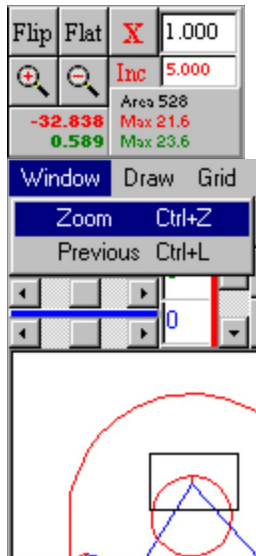 Flip Flat X 1.000
Inc 5.000
Area 528
-32.838 Max 21.6
0.589 Max 23.6
Window Draw Grid
Zoom Ctrl+Z
Previous Ctrl+L
0